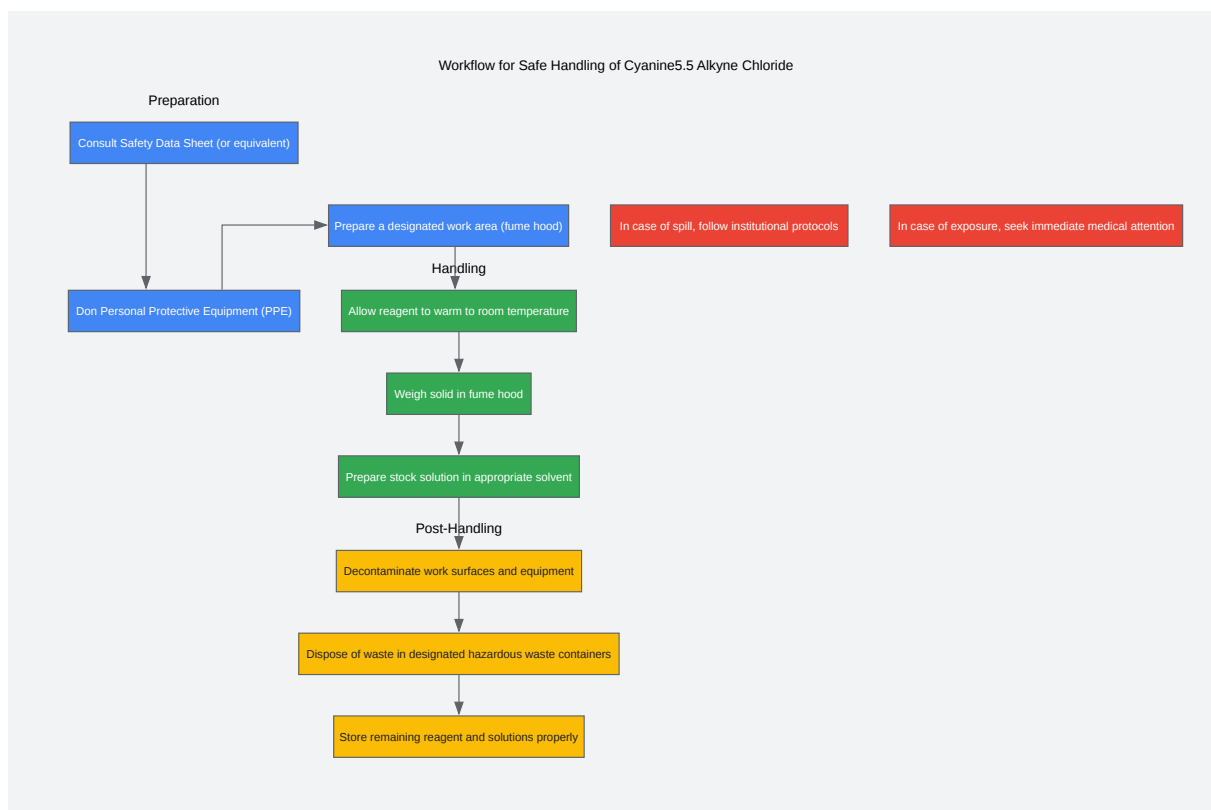 Workflow for Safe Handling of Cyanine5.5 Alkyne Chloride
Preparation
Consult Safety Data Sheet (or equivalent)
Don Personal Protective Equipment (PPE)
Prepare a designated work area (fume hood)
In case of spill, follow institutional protocols
In case of exposure, seek immediate medical attention
Handling
Allow reagent to warm to room temperature
Weigh solid in fume hood
Prepare stock solution in appropriate solvent
Post-Handling
Decontaminate work surfaces and equipment
Dispose of waste in designated hazardous waste containers
Store remaining reagent and solutions properly